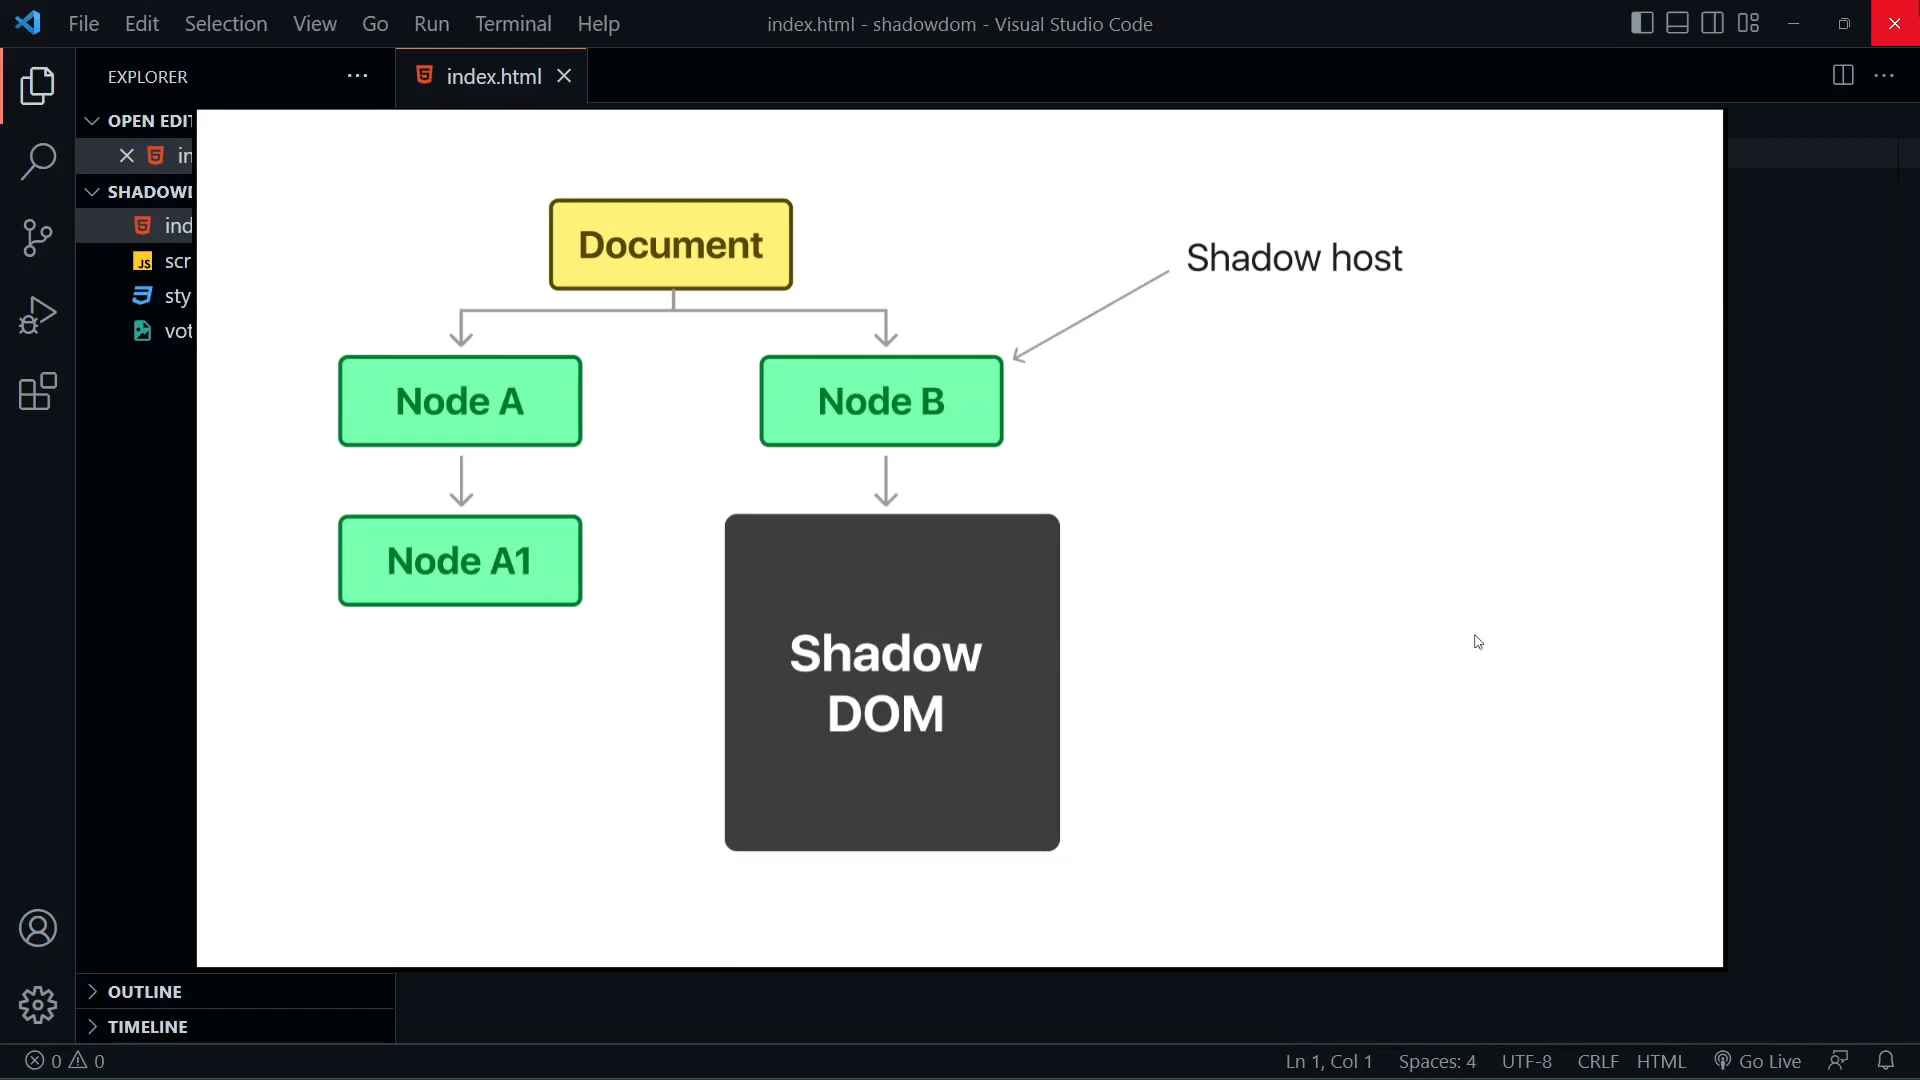 File Edit Selection View Go Run Terminal Help
index.html - shadowdom - Visual Studio Code
EXPLORER
index.html
OPEN EDIT
in
SHADOWD
ind
JS scr
sty
vot
Document
Shadow host
Node A
Node B
Node A1
Shadow
DOM
OUTLINE
TIMELINE
0 0
Ln 1, Col 1 Spaces: 4 UTF-8 CRLF HTML Go Live